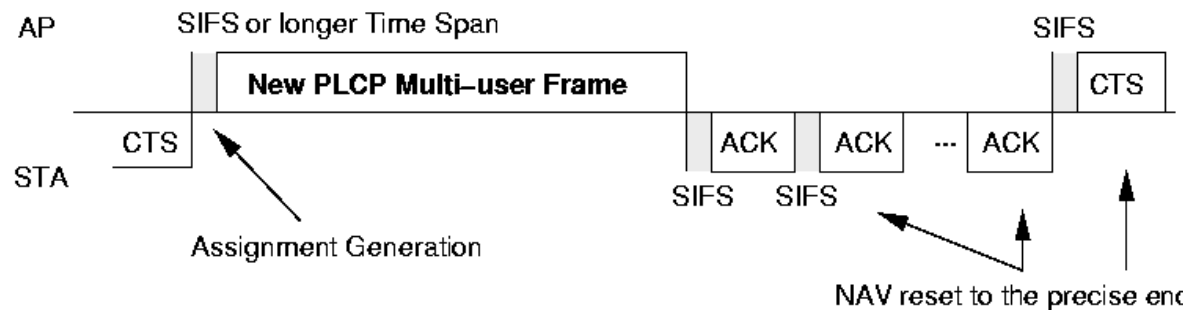 AP
SIFS or longer Time Span
SIFS
New PLCP Multi-user Frame
CTS
CTS
ACK
ACK
...
ACK
STA
SIFS
SIFS
Assignment Generation
NAV reset to the precise end